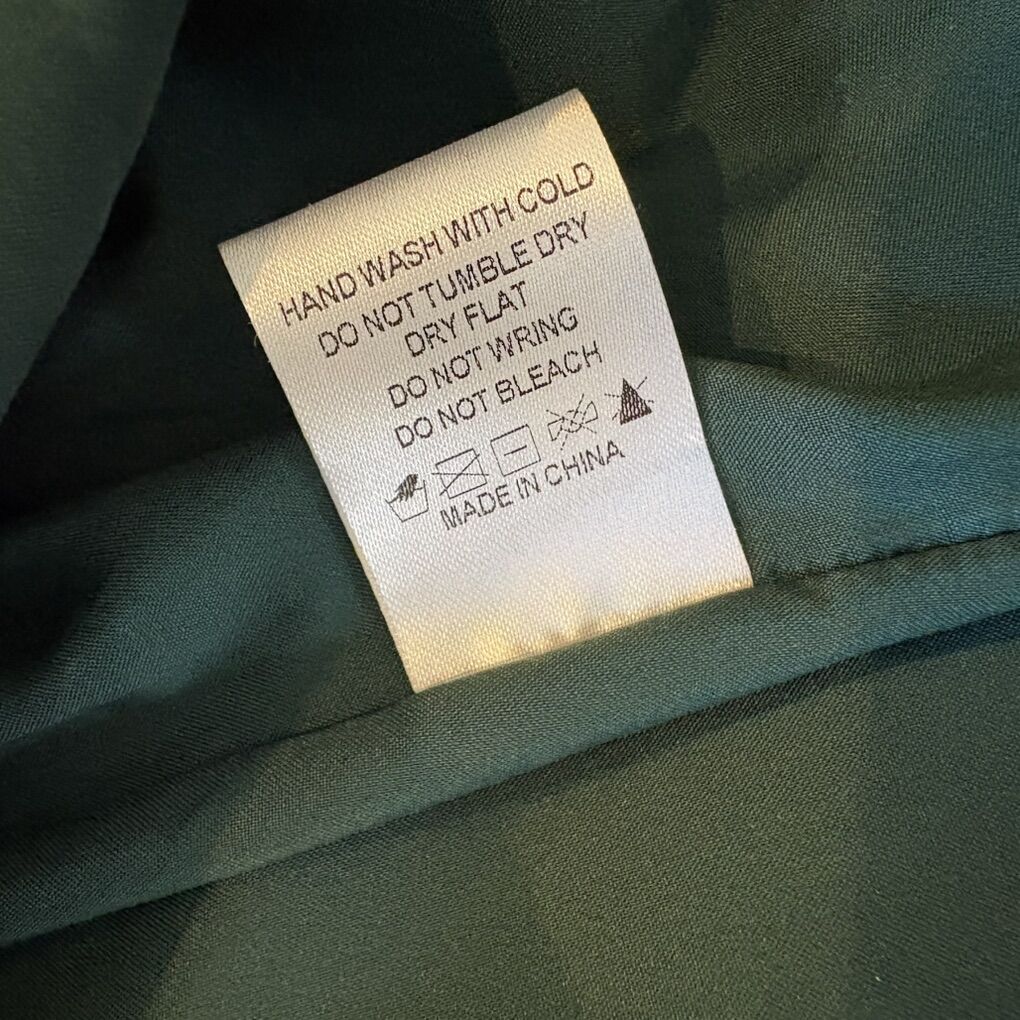 HAND WASH WITH COLD
DO NOT TUMBLE DRY
DRY FLAT
DO NOT WRING
DO NOT BLEACH
MADE IN CHINA